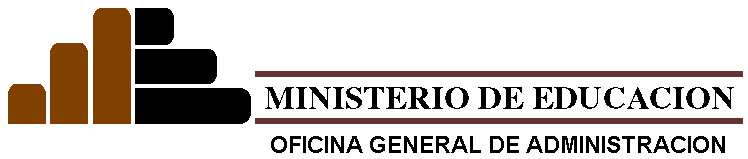 MINISTERIO DE EDUCACION
OFICINA GENERAL DE ADMINISTRACION